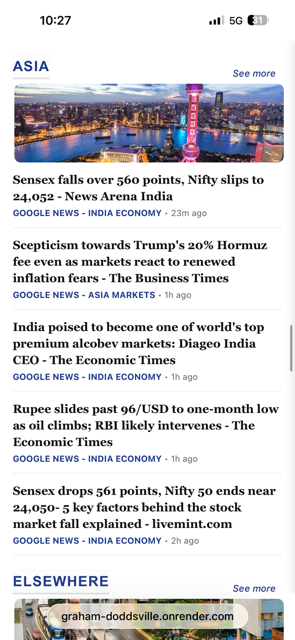 10:27
5G
31
ASIA
See more
Sensex falls over 560 points, Nifty slips to
24,052 - News Arena India
GOOGLE NEWS - INDIA ECONOMY · 23m ago
Scepticism towards Trump's 20% Hormuz
fee even as markets react to renewed
inflation fears - The Business Times
GOOGLE NEWS - ASIA MARKETS · 1h ago
India poised to become one of world's top
premium alcobev markets: Diageo India
CEO - The Economic Times
GOOGLE NEWS - INDIA ECONOMY · 1h ago
Rupee slides past 96/USD to one-month low
as oil climbs; RBI likely intervenes - The
Economic Times
GOOGLE NEWS - INDIA ECONOMY · 1h ago
Sensex drops 561 points, Nifty 50 ends near
24,050- 5 key factors behind the stock
market fall explained - livemint.com
GOOGLE NEWS - INDIA ECONOMY · 2h ago
ELSEWHERE
See more
graham-doddsville.onrender.com